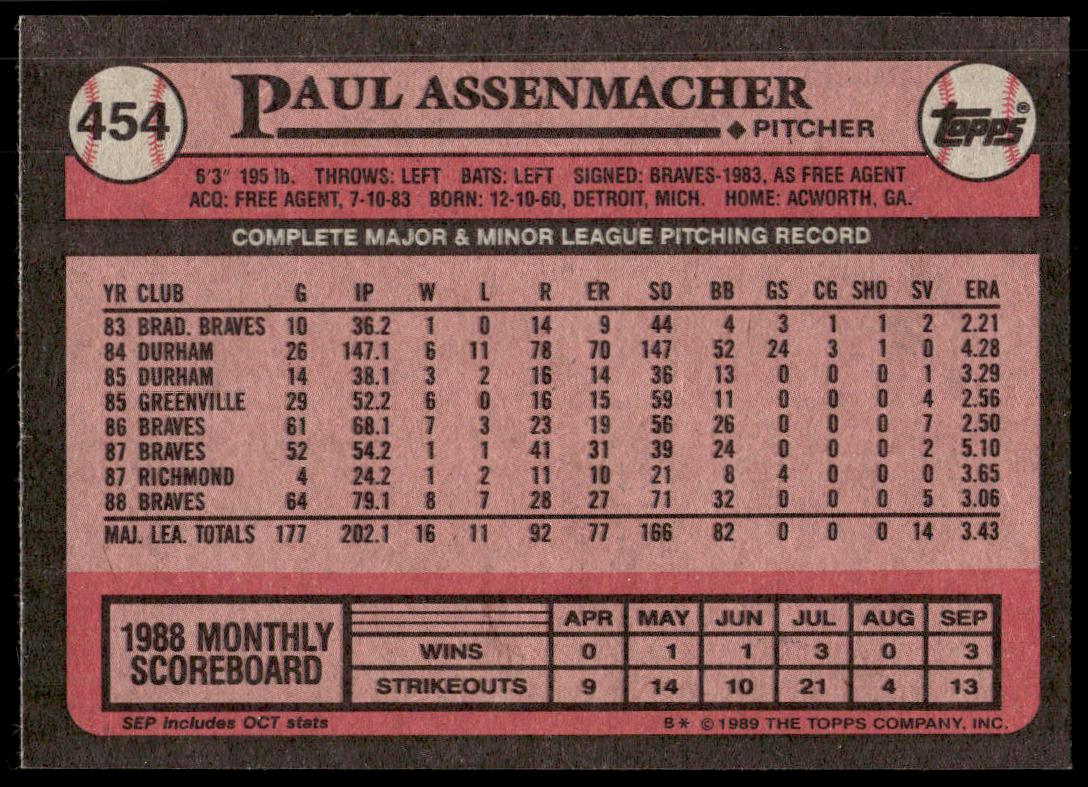 454
PAUL ASSENMACHER
PITCHER
TOPPS®
6'3" 195 lb. THROWS: LEFT BATS: LEFT SIGNED: BRAVES-1983, AS FREE AGENT
ACQ: FREE AGENT, 7-10-83 BORN: 12-10-60, DETROIT, MICH. HOME: ACWORTH, GA.
COMPLETE MAJOR & MINOR LEAGUE PITCHING RECORD
YR CLUB G IP W L R ER SO BB GS CG SHO SV ERA
83 BRAD. BRAVES 10 36.2 1 0 14 9 44 4 3 1 1 2 2.21
84 DURHAM 26 147.1 6 11 78 70 147 52 24 3 1 0 4.28
85 DURHAM 14 38.1 3 2 16 14 36 13 0 0 0 1 3.29
85 GREENVILLE 29 52.2 6 0 16 15 59 11 0 0 0 4 2.56
86 BRAVES 61 68.1 7 3 23 19 56 26 0 0 0 7 2.50
87 BRAVES 52 54.2 1 1 41 31 39 24 0 0 0 2 5.10
87 RICHMOND 4 24.2 1 2 11 10 21 8 4 0 0 0 3.65
88 BRAVES 64 79.1 8 7 28 27 71 32 0 0 0 5 3.06
MAJ. LEA. TOTALS 177 202.1 16 11 92 77 166 82 0 0 0 14 3.43
1988 MONTHLY
SCOREBOARD
APR MAY JUN JUL AUG SEP
WINS 0 1 1 3 0 3
STRIKEOUTS 9 14 10 21 4 13
SEP includes OCT stats
B* © 1989 THE TOPPS COMPANY, INC.